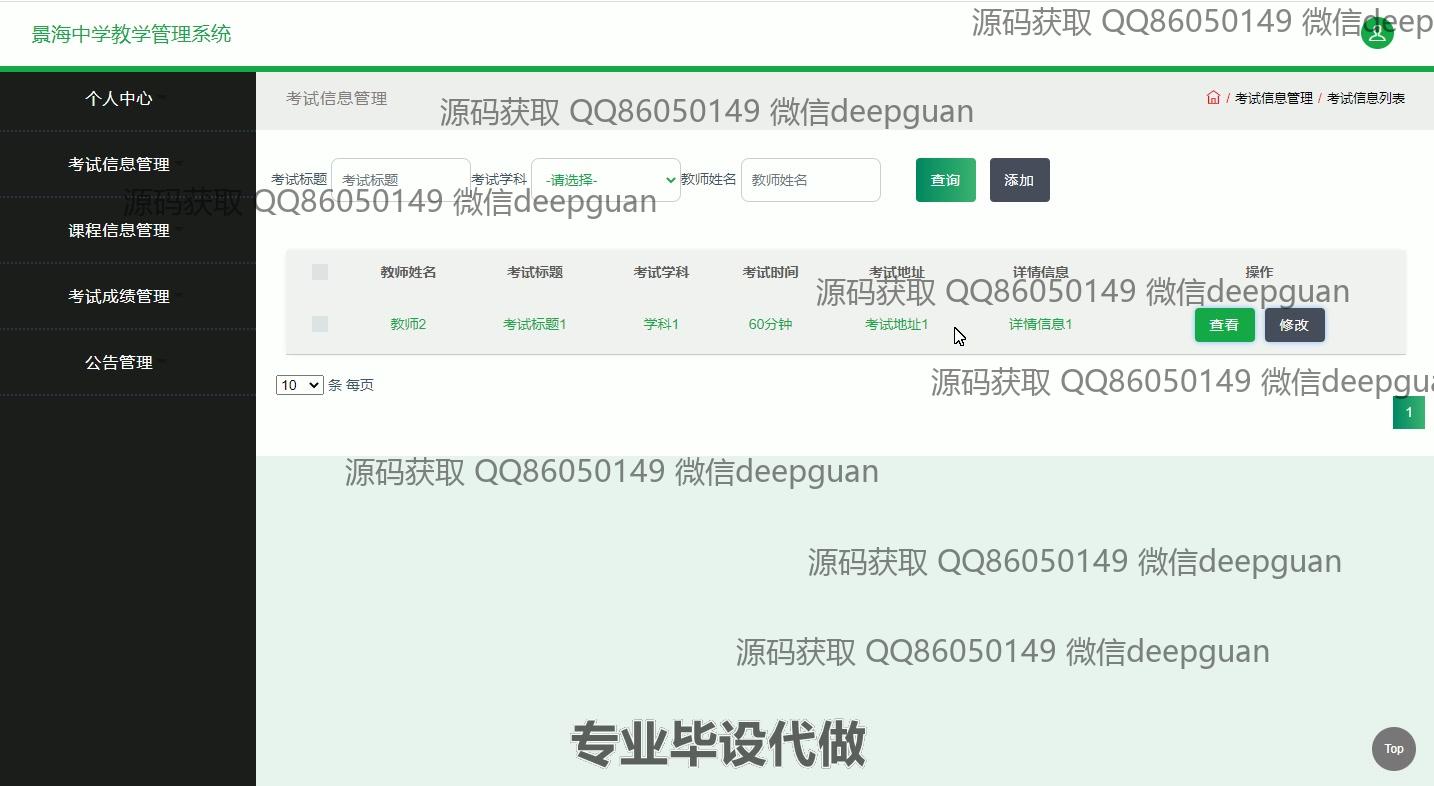 源码获取 QQ86050149 微信deep
景海中学教学管理系统
个人中心
考试信息管理
/ 考试信息管理 / 考试信息列表
源码获取 QQ86050149 微信deepguan
考试信息管理
考试标题 考试标题 考试学科 -请选择- 教师姓名 教师姓名 查询 添加
源码获取 QQ86050149 微信deepguan
课程信息管理
教师姓名 考试标题 考试学科 考试时间 考试地址 详情信息 操作
源码获取 QQ86050149 微信deepguan
考试成绩管理
教师2 考试标题1 学科1 60分钟 考试地址1 详情信息1 查看 修改
公告管理
10 条 每页
源码获取 QQ86050149 微信deepgua
1
源码获取 QQ86050149 微信deepguan
源码获取 QQ86050149 微信deepguan
源码获取 QQ86050149 微信deepguan
专业毕设代做
Top